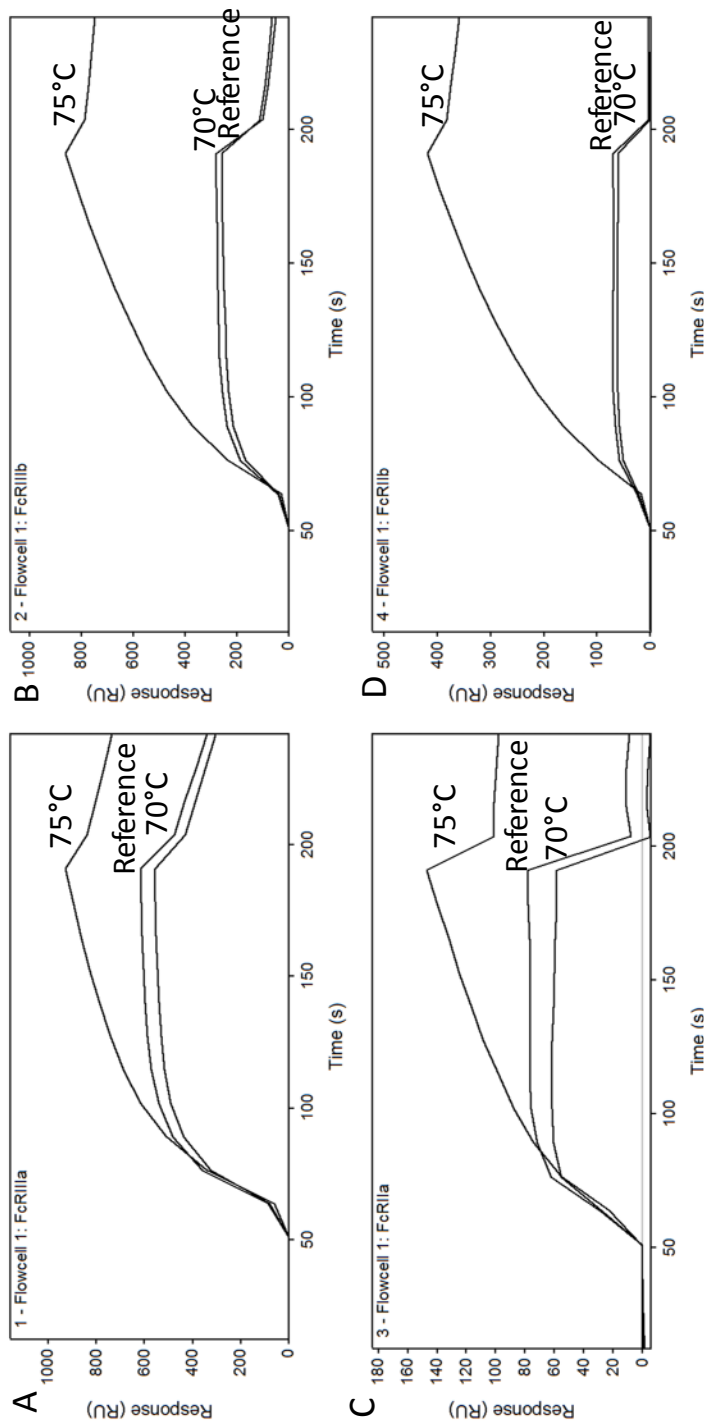 A
1 - Flowcell 1: FcRIIIa
Response (RU)
1000
800
600
400
200
0
75°C
Reference
70°C
50
100
150
200
Time (s)
B
2 - Flowcell 1: FcRIIIb
Response (RU)
1000
800
600
400
200
0
75°C
70°C
Reference
50
100
150
200
Time (s)
C
3 - Flowcell 1: FcRIIa
Response (RU)
180
160
140
120
100
80
60
40
20
0
75°C
Reference
70°C
50
100
150
200
Time (s)
D
4 - Flowcell 1: FcRIIb
Response (RU)
500
400
300
200
100
0
75°C
Reference
70°C
50
100
150
200
Time (s)